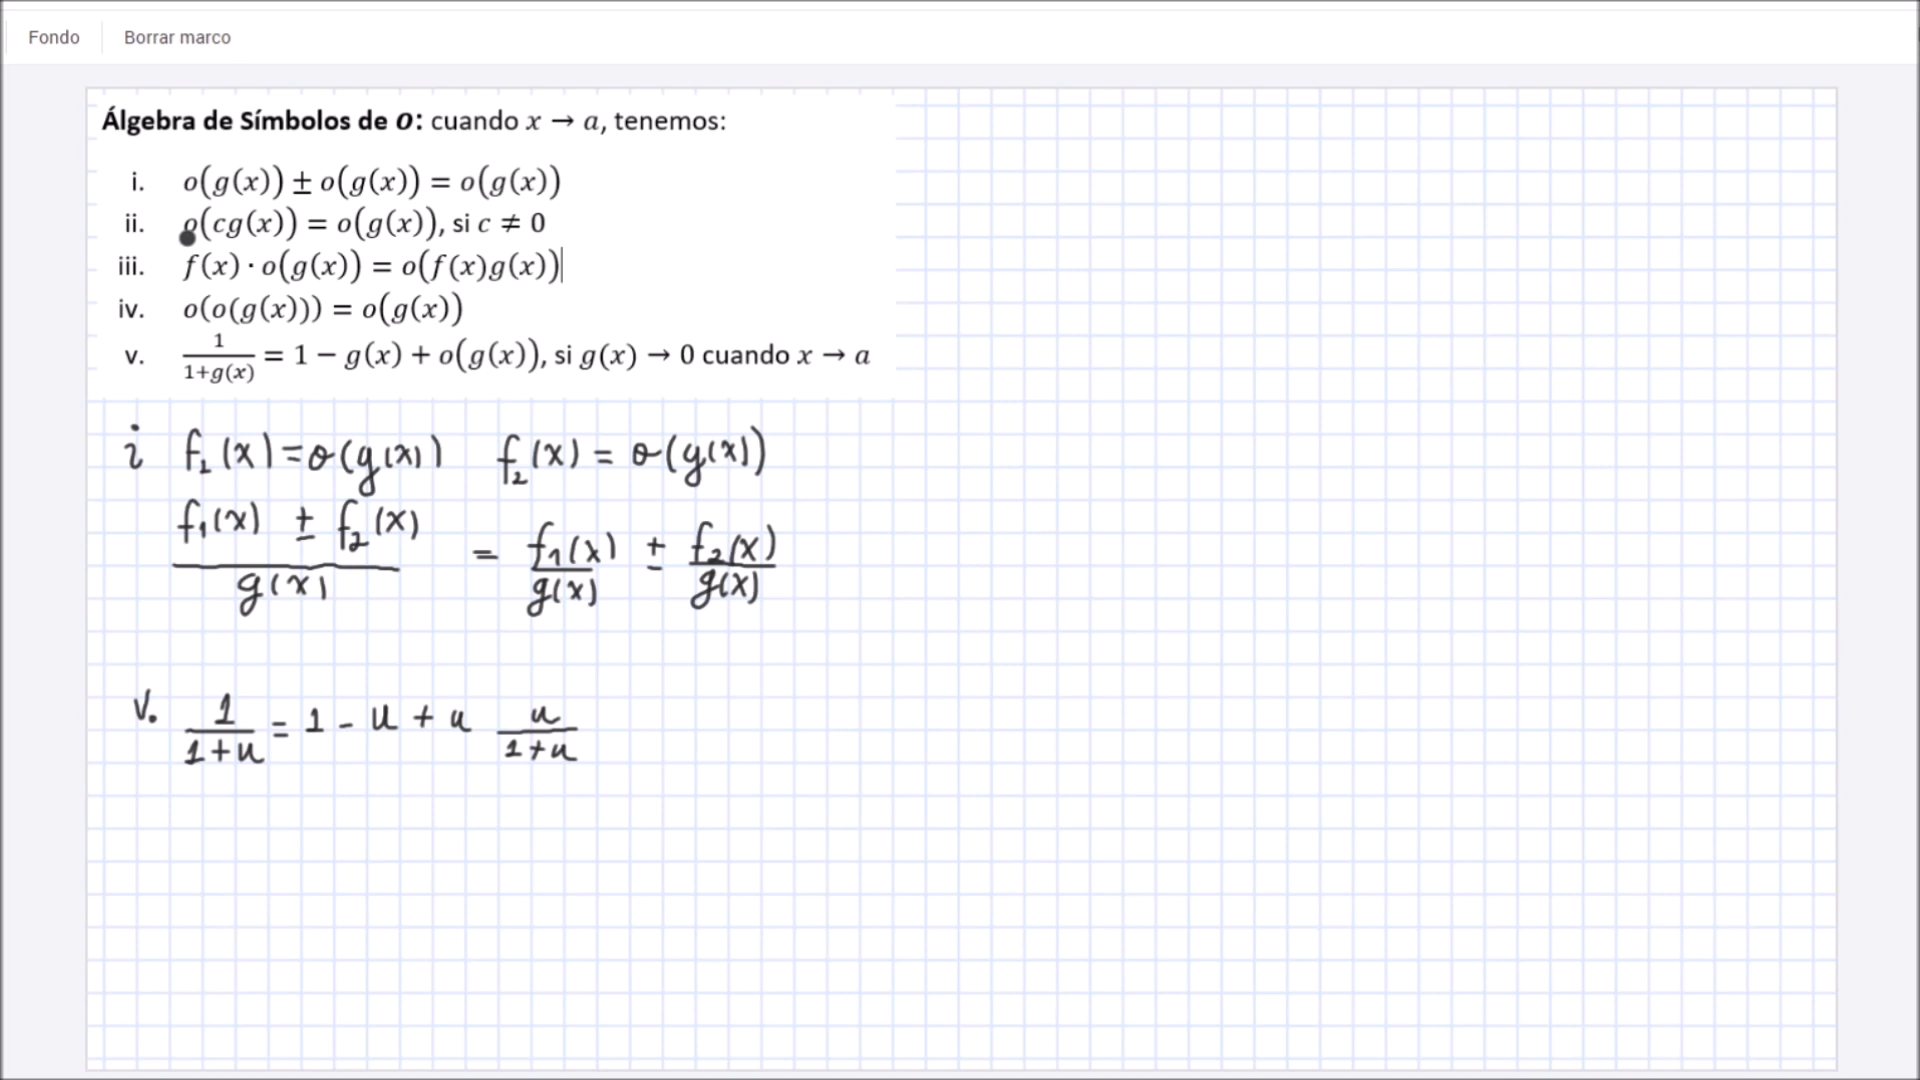 Fondo Borrar marco
Álgebra de Símbolos de o: cuando x → a, tenemos:
i. o(g(x)) ± o(g(x)) = o(g(x))
ii. o(cg(x)) = o(g(x)), si c ≠ 0
iii. f(x) · o(g(x)) = o(f(x)g(x))
iv. o(o(g(x))) = o(g(x))
v. 1/(1+g(x)) = 1 − g(x) + o(g(x)), si g(x) → 0 cuando x → a
i f₁(x) = o(g(x)) f₂(x) = o(g(x))
(f₁(x) ± f₂(x))/g(x) = f₁(x)/g(x) ± f₂(x)/g(x)
v. 1/(1+u) = 1 - u + u u/(1+u)